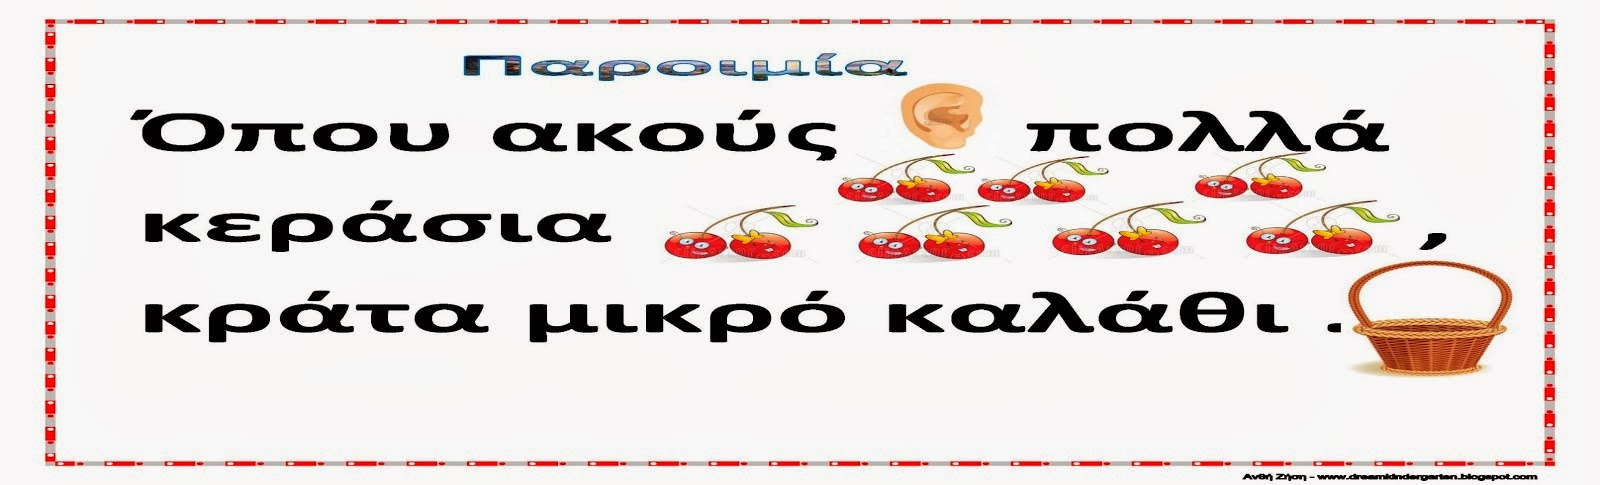 Παροιμία
Όπου ακούς πολλά
κεράσια ,
κράτα μικρό καλάθι .
Ανθή Ζήση - www.dreamkindergarten.blogspot.com